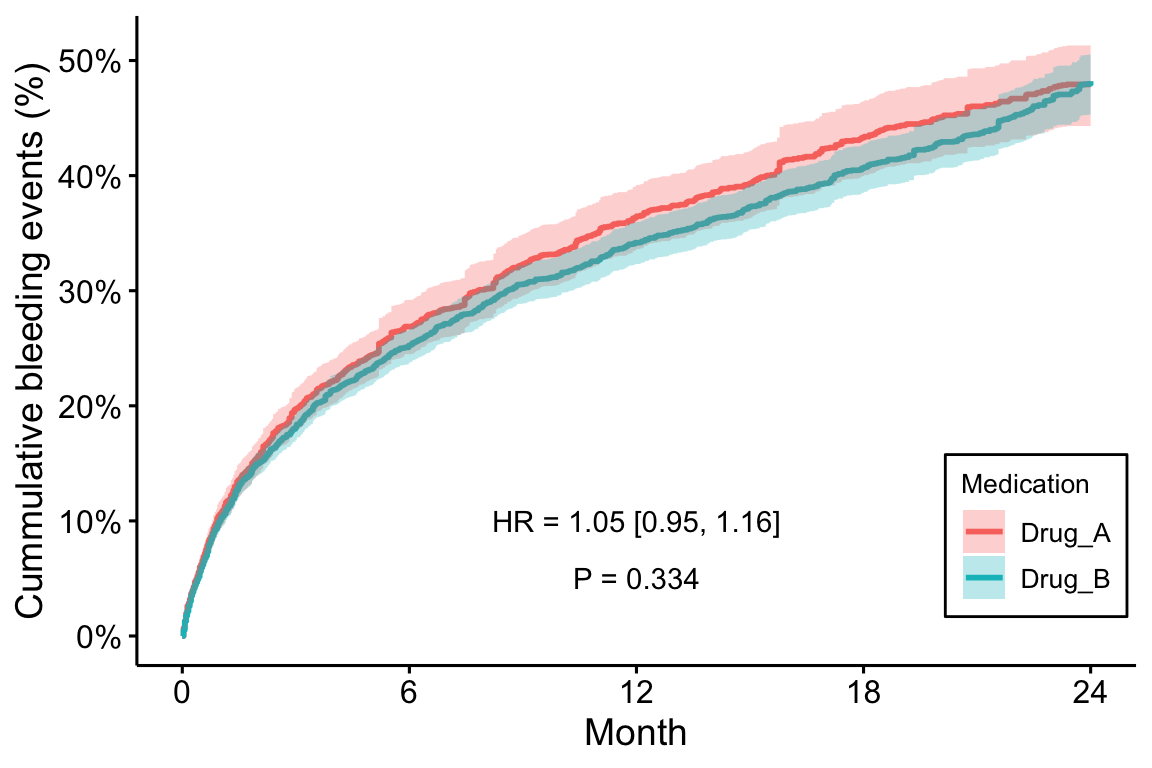 Cummulative bleeding events (%)
50%
40%
30%
20%
10%
0%
HR = 1.05 [0.95, 1.16]
P = 0.334
Medication
Drug_A
Drug_B
0 6 12 18 24
Month